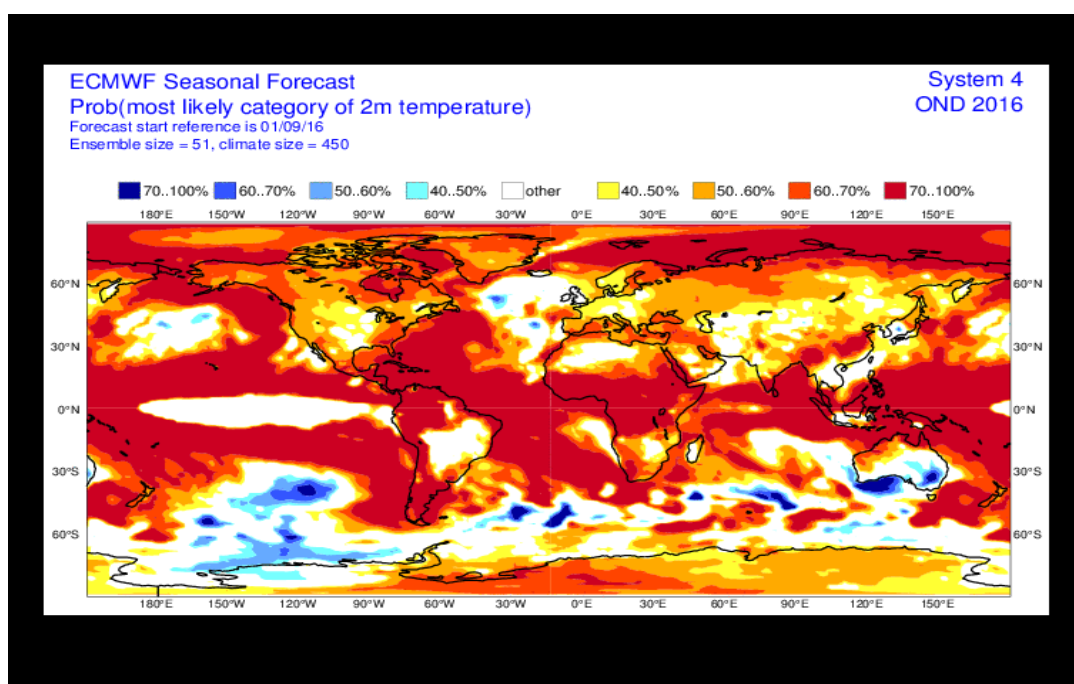 ECMWF Seasonal Forecast
System 4
Prob(most likely category of 2m temperature)
OND 2016
Forecast start reference is 01/09/16
Ensemble size = 51, climate size = 450
70..100% 60..70% 50..60% 40..50% other 40..50% 50..60% 60..70% 70..100%
180°E 150°W 120°W 90°W 60°W 30°W 0°E 30°E 60°E 90°E 120°E 150°E
60°N 60°N
30°N 30°N
0°N 0°N
30°S 30°S
60°S 60°S
180°E 150°W 120°W 90°W 60°W 30°W 0°E 30°E 60°E 90°E 120°E 150°E